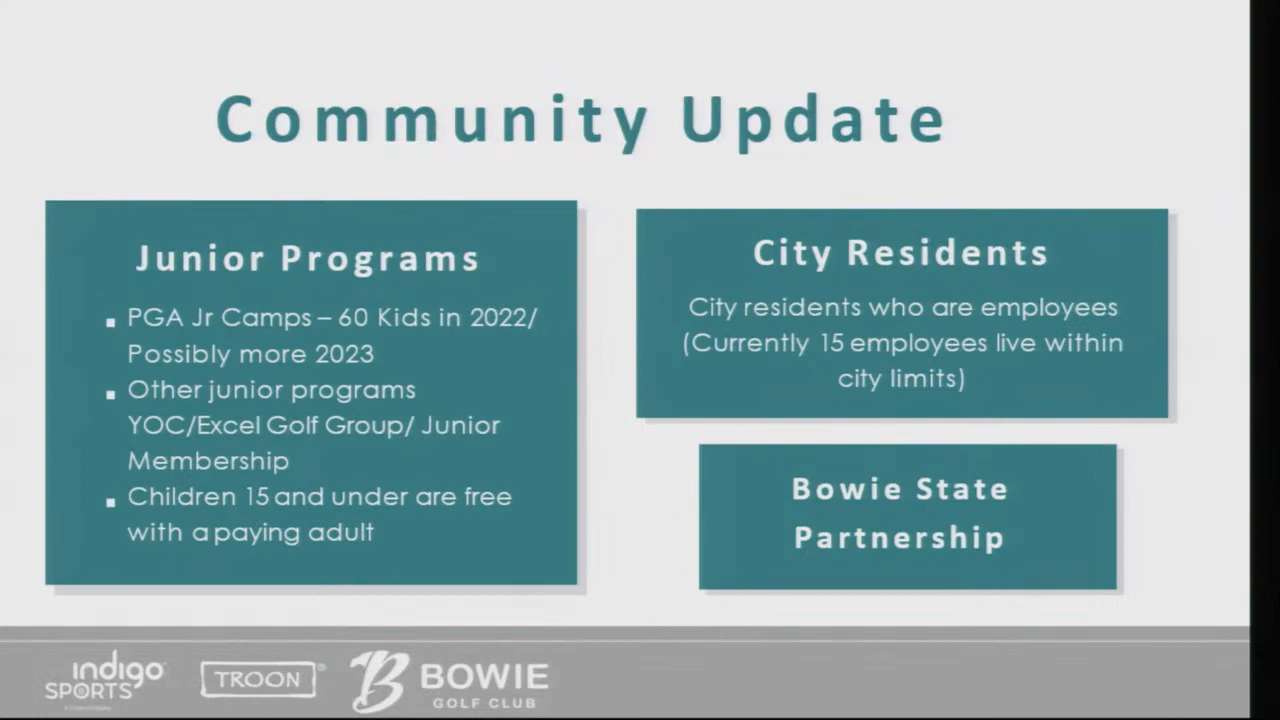 Community Update
Junior Programs
▪ PGA Jr Camps – 60 Kids in 2022/
Possibly more 2023
▪ Other junior programs
YOC/Excel Golf Group/ Junior
Membership
▪ Children 15 and under are free
with a paying adult
City Residents
City residents who are employees
(Currently 15 employees live within
city limits)
Bowie State
Partnership
indigo
SPORTS
TROON®
B BOWIE
GOLF CLUB